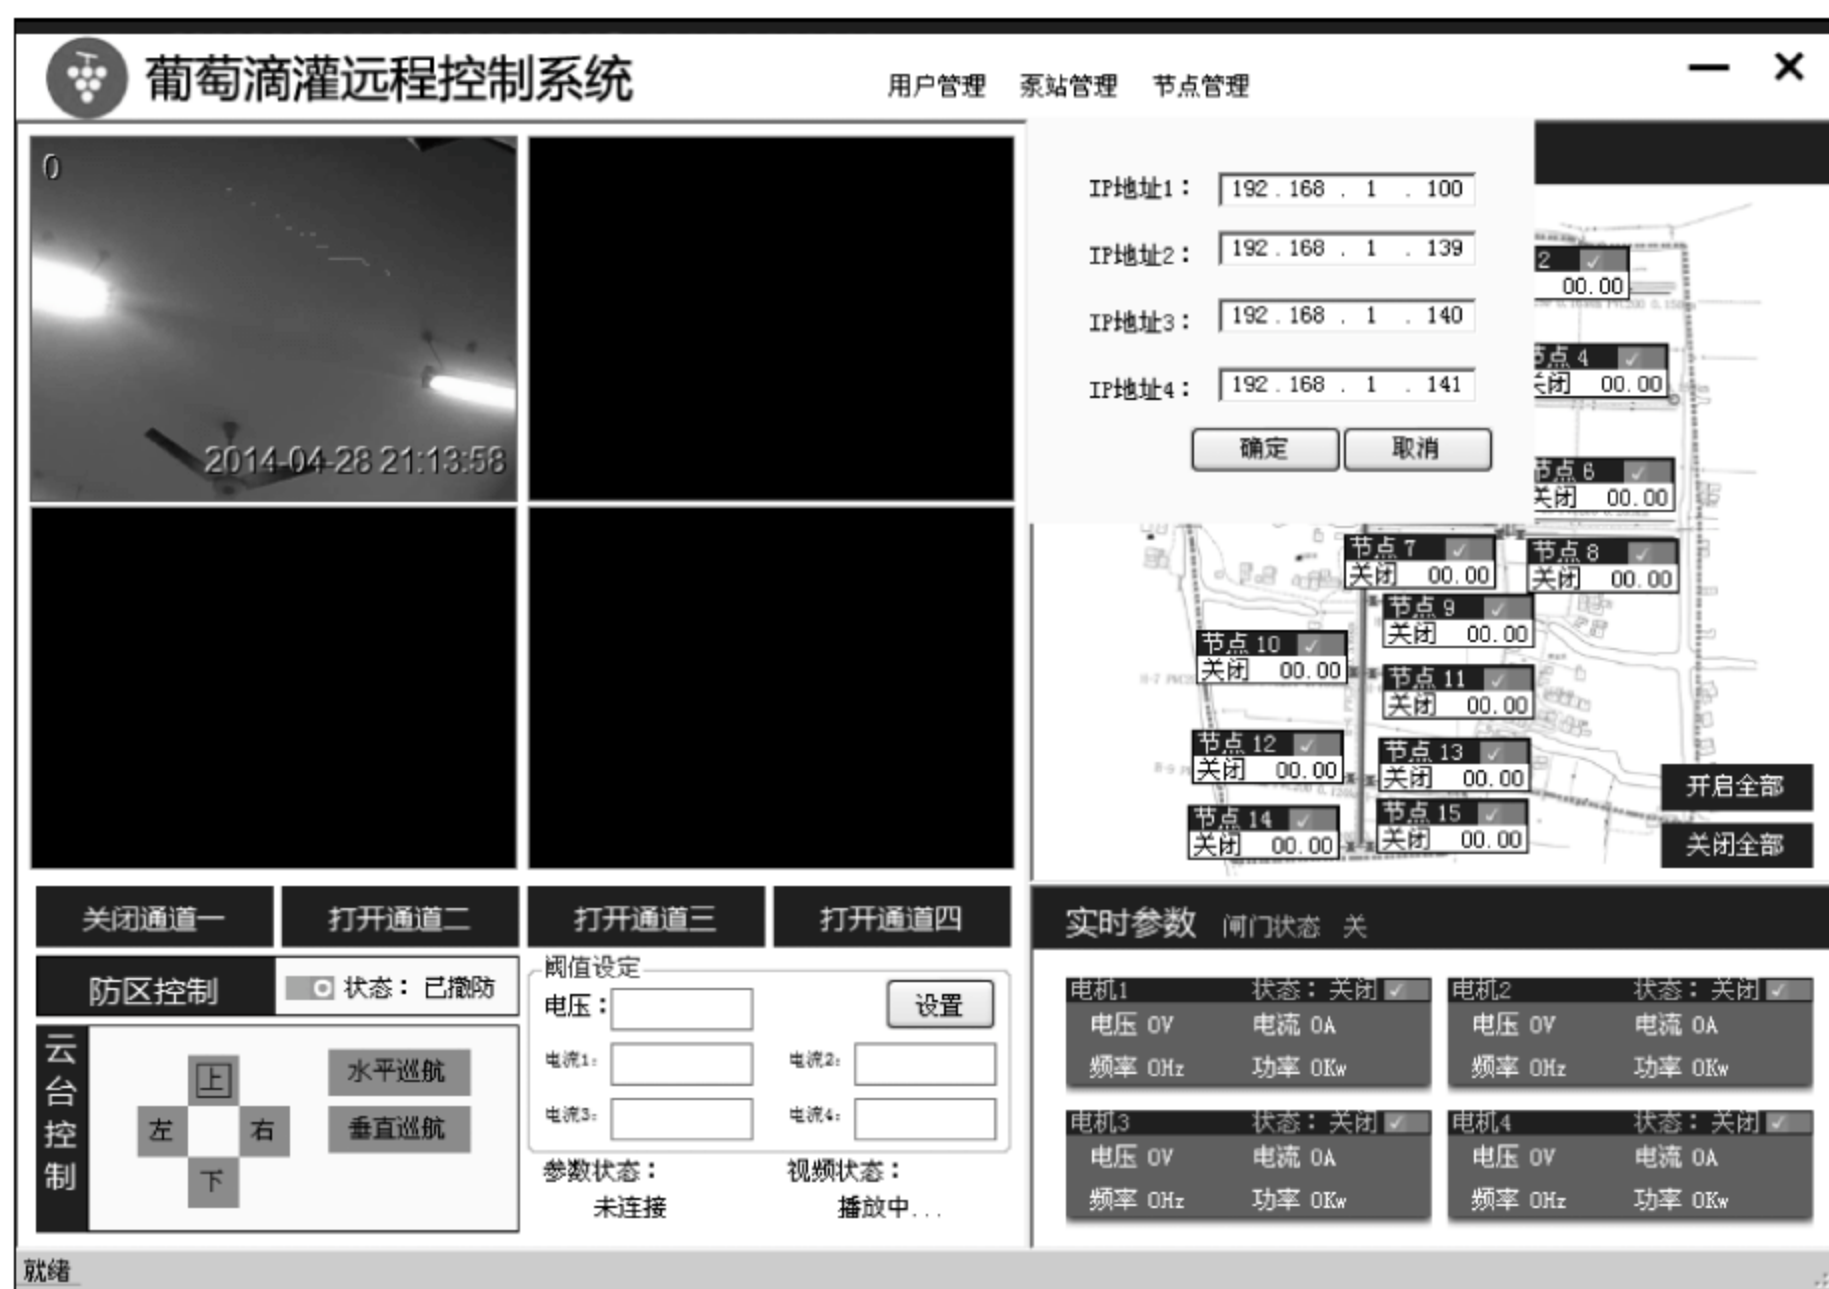 葡萄滴灌远程控制系统
用户管理 泵站管理 节点管理
0
2014-04-28 21:13:58
IP地址1： 192 . 168 . 1 . 100
IP地址2： 192 . 168 . 1 . 139
IP地址3： 192 . 168 . 1 . 140
IP地址4： 192 . 168 . 1 . 141
确定 取消
2
00.00
节点 4
关闭 00.00
节点 6
关闭 00.00
节点 7
关闭 00.00
节点 8
关闭 00.00
节点 9
关闭 00.00
节点 10
关闭 00.00
节点 11
关闭 00.00
节点 12
关闭 00.00
节点 13
关闭 00.00
节点 14
关闭 00.00
节点 15
关闭 00.00
开启全部
关闭全部
关闭通道一 打开通道二 打开通道三 打开通道四
防区控制 状态： 已撤防
云台控制
上
左 右
下
水平巡航
垂直巡航
阈值设定
电压： 设置
电流1: 电流2:
电流3: 电流4:
参数状态： 视频状态：
未连接 播放中...
实时参数 闸门状态 关
电机1 状态：关闭
电压 0V 电流 0A
频率 0Hz 功率 0Kw
电机2 状态：关闭
电压 0V 电流 0A
频率 0Hz 功率 0Kw
电机3 状态：关闭
电压 0V 电流 0A
频率 0Hz 功率 0Kw
电机4 状态：关闭
电压 0V 电流 0A
频率 0Hz 功率 0Kw
就绪